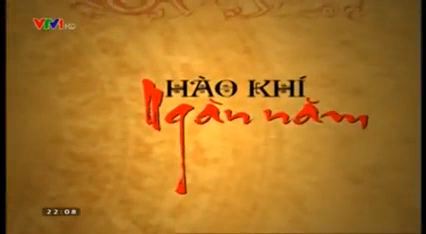 VTV1 HD
HÀO KHÍ
Ngàn năm
22:08